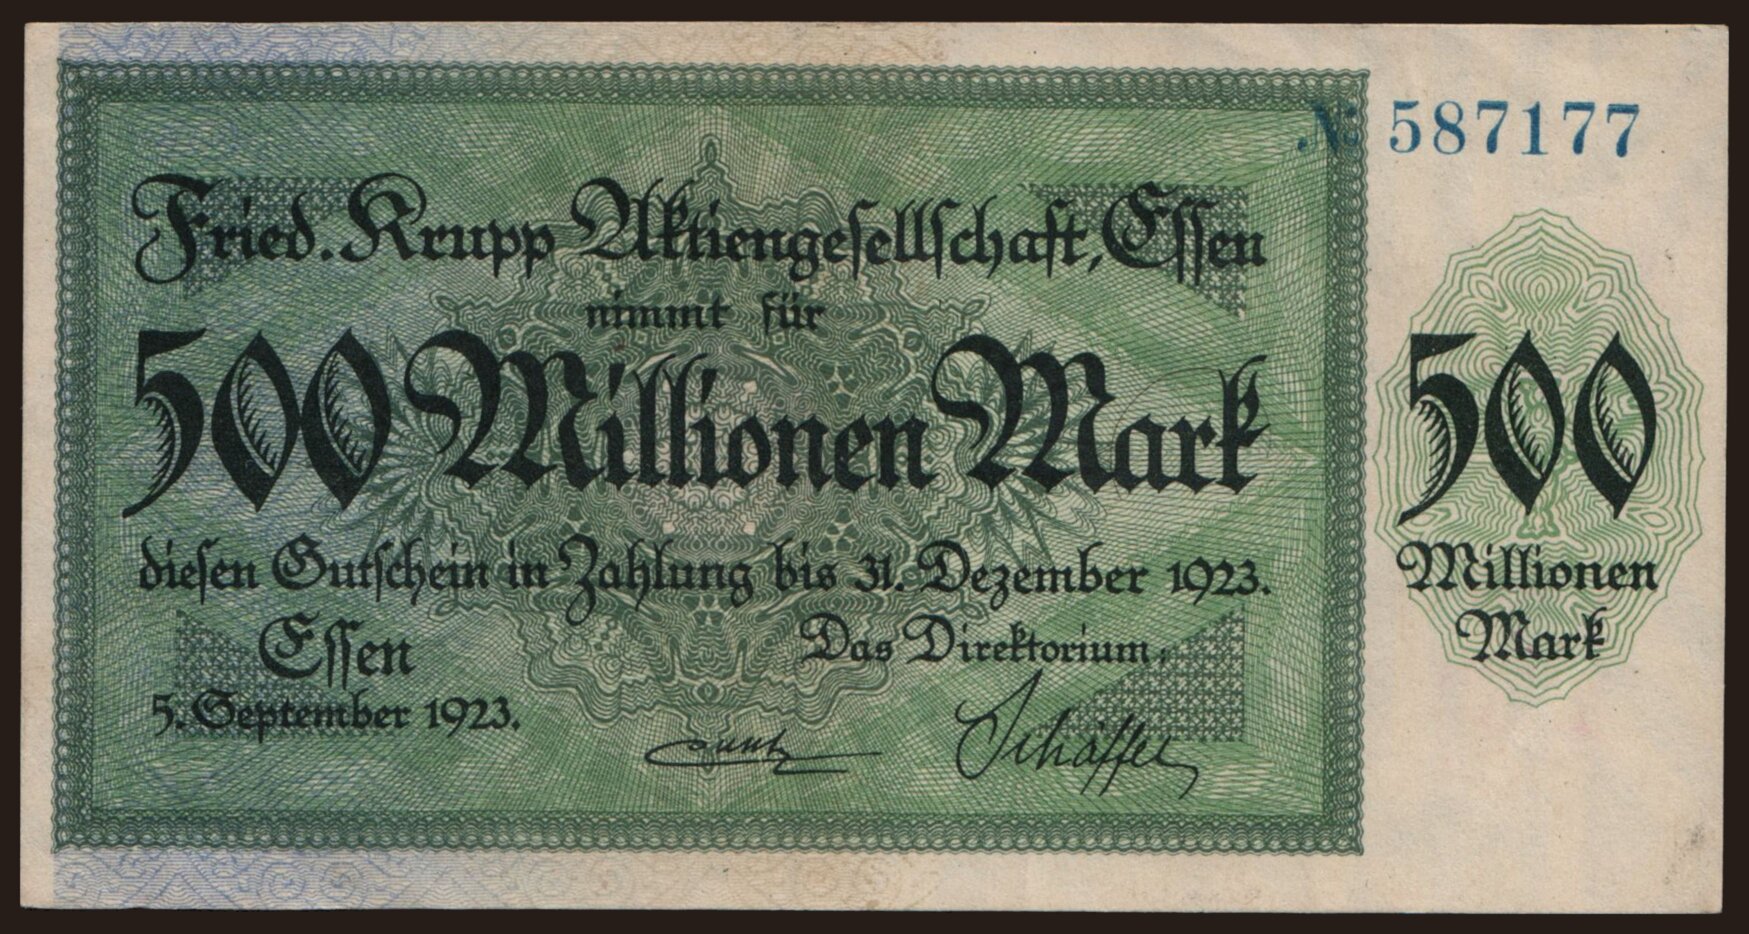 № 587177
Fried. Krupp Aktiengesellschaft, Essen
nimmt für
500 Millionen Mark
diesen Gutschein in Zahlung bis 31. Dezember 1923.
Essen
5. September 1923.
Das Direktorium:
Schäffer
500
Millionen
Mark